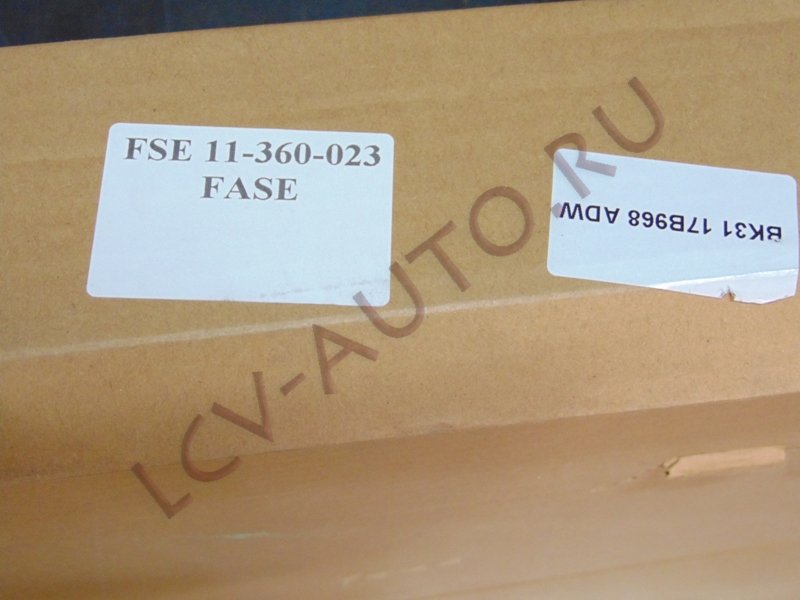 FSE 11-360-023
FASE
BK31 17B968 ADW
LCV-AUTO.RU